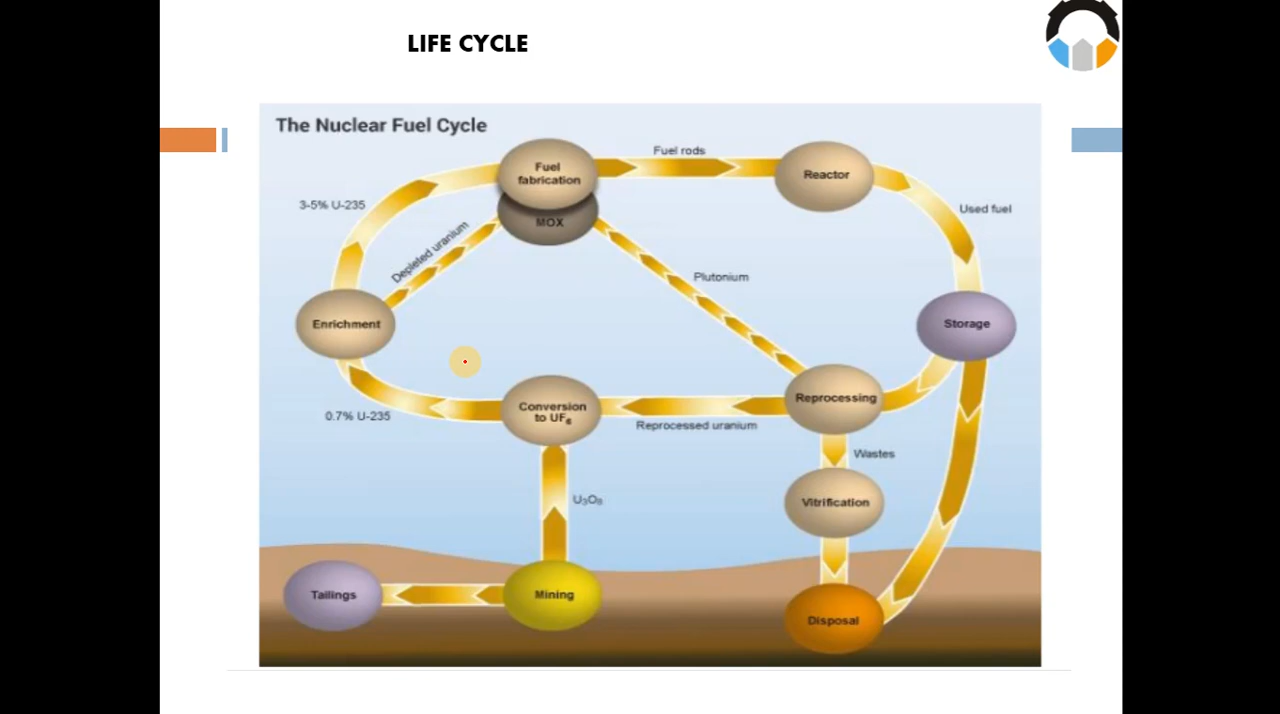 LIFE CYCLE
The Nuclear Fuel Cycle
Fuel
fabrication
MOX
Fuel rods
Reactor
Used fuel
3-5% U-235
Depleted uranium
Plutonium
Enrichment
Storage
0.7% U-235
Conversion
to UF₆
Reprocessed uranium
Reprocessing
Wastes
U₃O₈
Vitrification
Tailings
Mining
Disposal